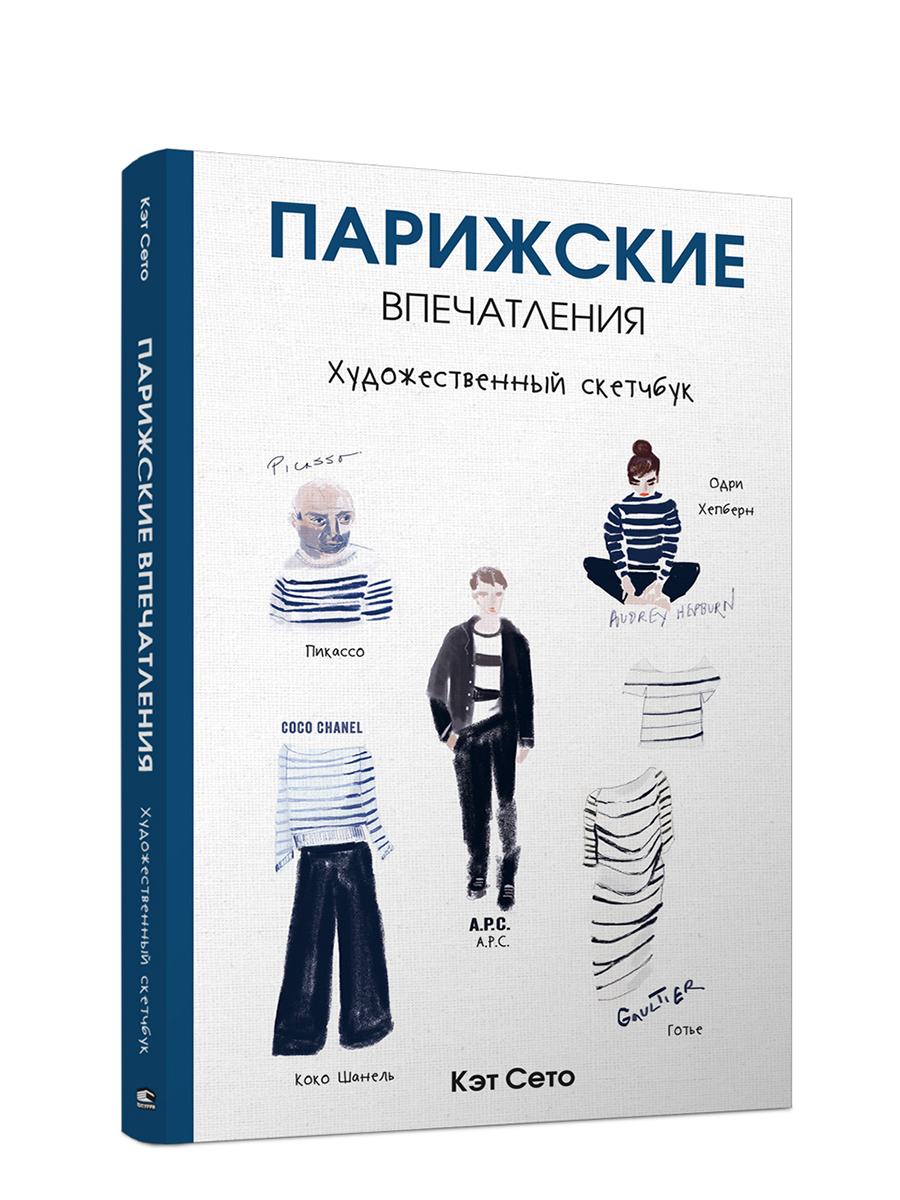 Кэт Сето
ПАРИЖСКИЕ ВПЕЧАТЛЕНИЯ
Художественный скетчбук
ПАРИЖСКИЕ
ВПЕЧАТЛЕНИЯ
Художественный скетчбук
Picasso
Пикассо
Одри
Хепберн
AUDREY HEPBURN
COCO CHANEL
Коко Шанель
A.P.C.
A.P.C.
GAULTIER
Готье
Кэт Сето